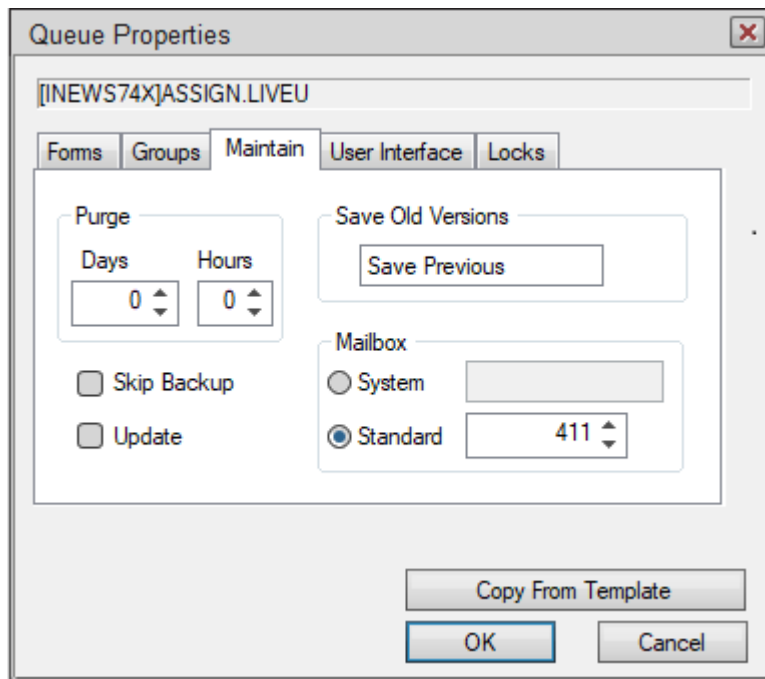 Queue Properties
[INEWS74X]ASSIGN.LIVEU
Forms Groups Maintain User Interface Locks
Purge
Days Hours
0 0
Save Old Versions
Save Previous
Skip Backup
Update
Mailbox
System
Standard 411
Copy From Template
OK Cancel